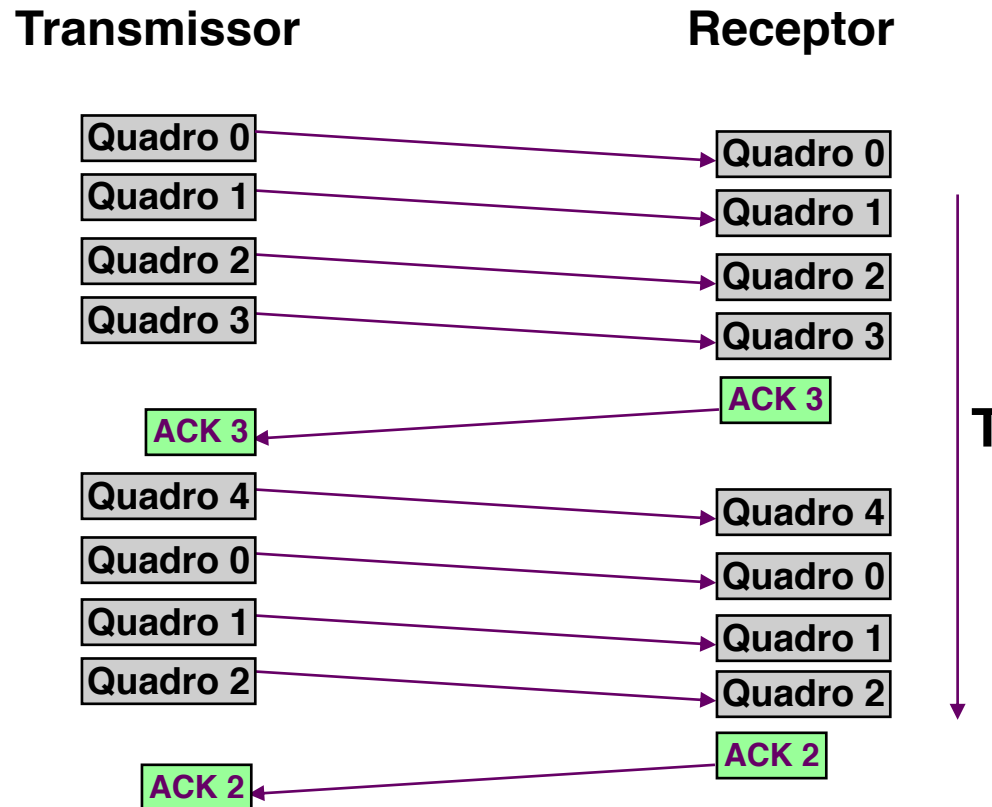 Transmissor Receptor
Quadro 0 Quadro 0
Quadro 1 Quadro 1
Quadro 2 Quadro 2
Quadro 3 Quadro 3
ACK 3 ACK 3
T
Quadro 4 Quadro 4
Quadro 0 Quadro 0
Quadro 1 Quadro 1
Quadro 2 Quadro 2
ACK 2 ACK 2